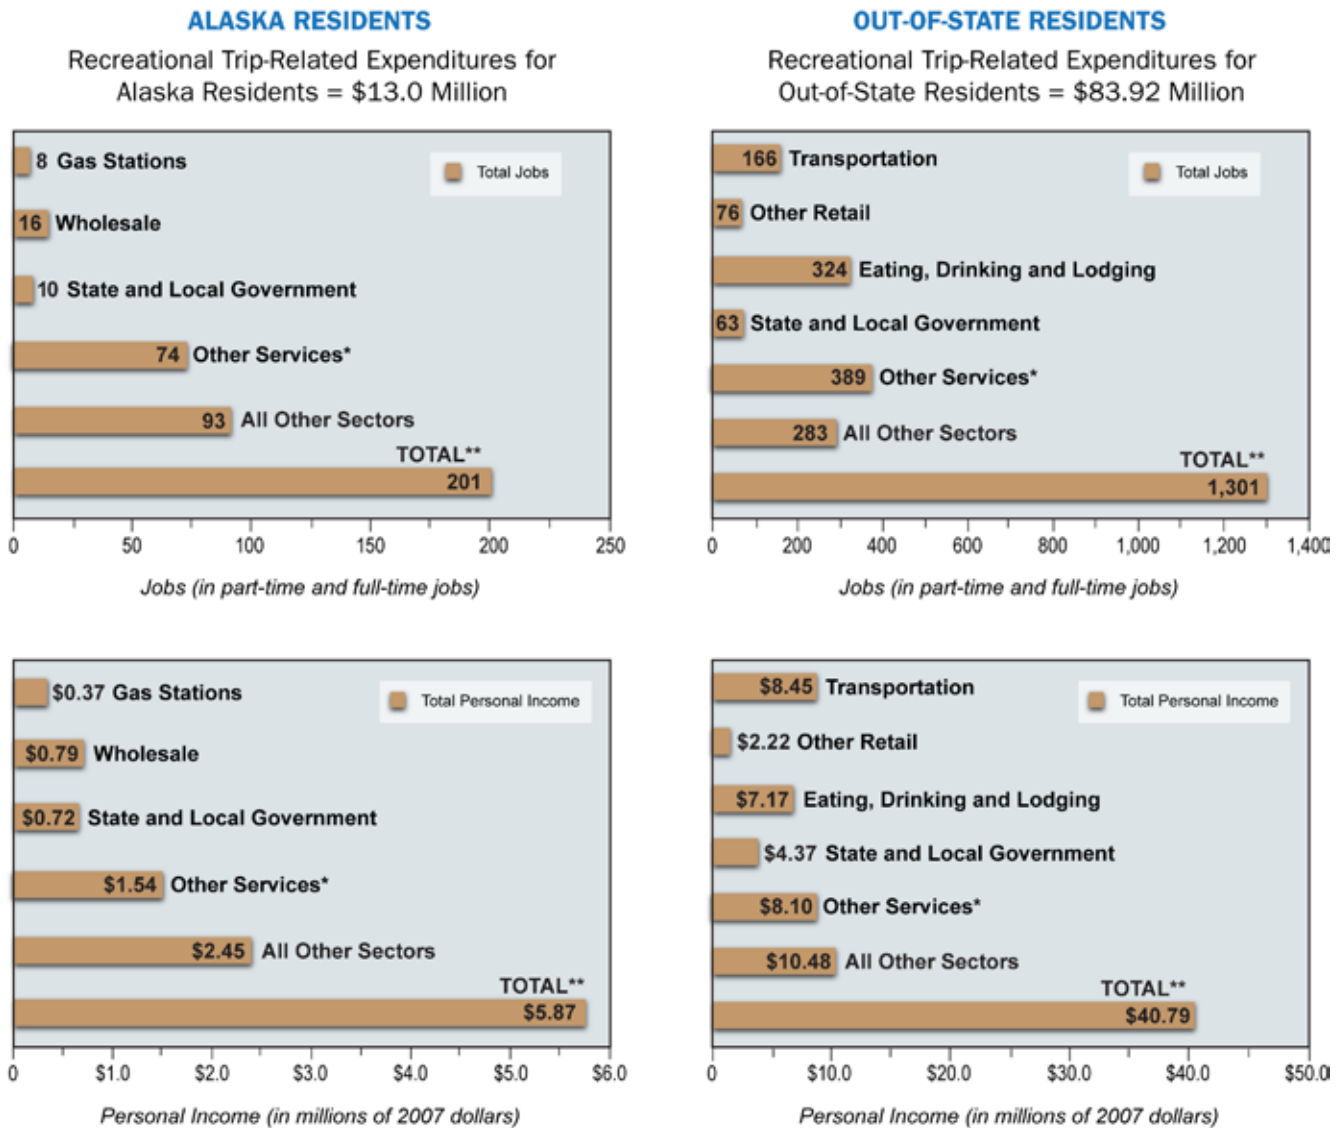 ALASKA RESIDENTS
Recreational Trip-Related Expenditures for
Alaska Residents = $13.0 Million
8 Gas Stations
Total Jobs
16 Wholesale
10 State and Local Government
74 Other Services*
93 All Other Sectors
TOTAL**
201
0 50 100 150 200 250
Jobs (in part-time and full-time jobs)
OUT-OF-STATE RESIDENTS
Recreational Trip-Related Expenditures for
Out-of-State Residents = $83.92 Million
166 Transportation
Total Jobs
76 Other Retail
324 Eating, Drinking and Lodging
63 State and Local Government
389 Other Services*
283 All Other Sectors
TOTAL**
1,301
0 200 400 600 800 1,000 1,200 1,400
Jobs (in part-time and full-time jobs)
$0.37 Gas Stations
Total Personal Income
$0.79 Wholesale
$0.72 State and Local Government
$1.54 Other Services*
$2.45 All Other Sectors
TOTAL**
$5.87
0 $1.0 $2.0 $3.0 $4.0 $5.0 $6.0
Personal Income (in millions of 2007 dollars)
$8.45 Transportation
Total Personal Income
$2.22 Other Retail
$7.17 Eating, Drinking and Lodging
$4.37 State and Local Government
$8.10 Other Services*
$10.48 All Other Sectors
TOTAL**
$40.79
0 $10.0 $20.0 $30.0 $40.0 $50.0
Personal Income (in millions of 2007 dollars)